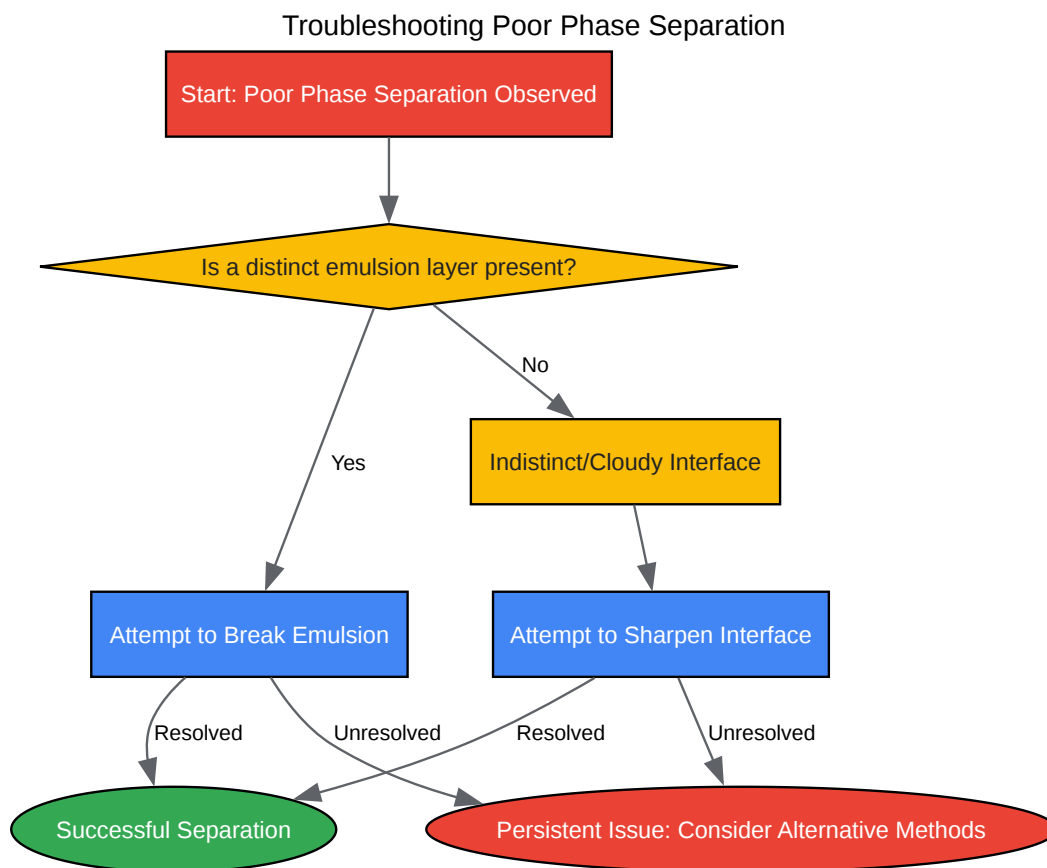 Troubleshooting Poor Phase Separation
Start: Poor Phase Separation Observed
Is a distinct emulsion layer present?
No
Yes
Indistinct/Cloudy Interface
Attempt to Break Emulsion
Attempt to Sharpen Interface
Resolved
Unresolved
Resolved
Unresolved
Successful Separation
Persistent Issue: Consider Alternative Methods